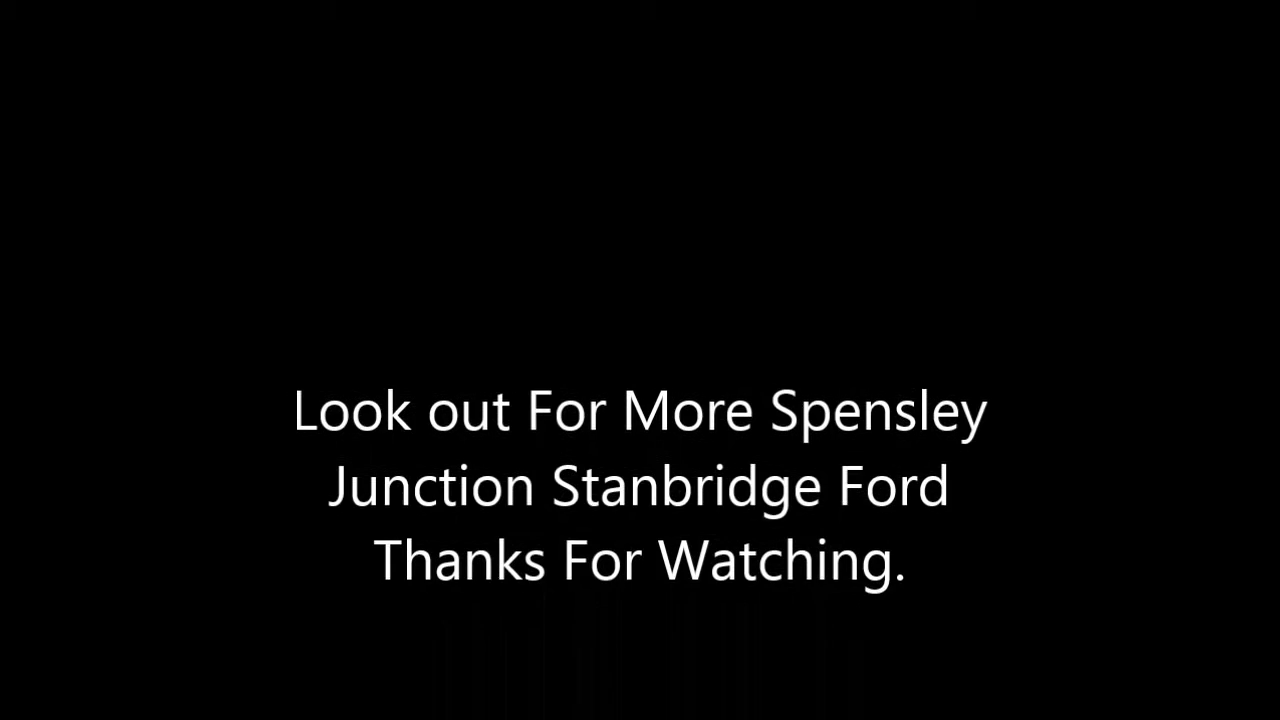 Look out For More Spensley
Junction Stanbridge Ford
Thanks For Watching.